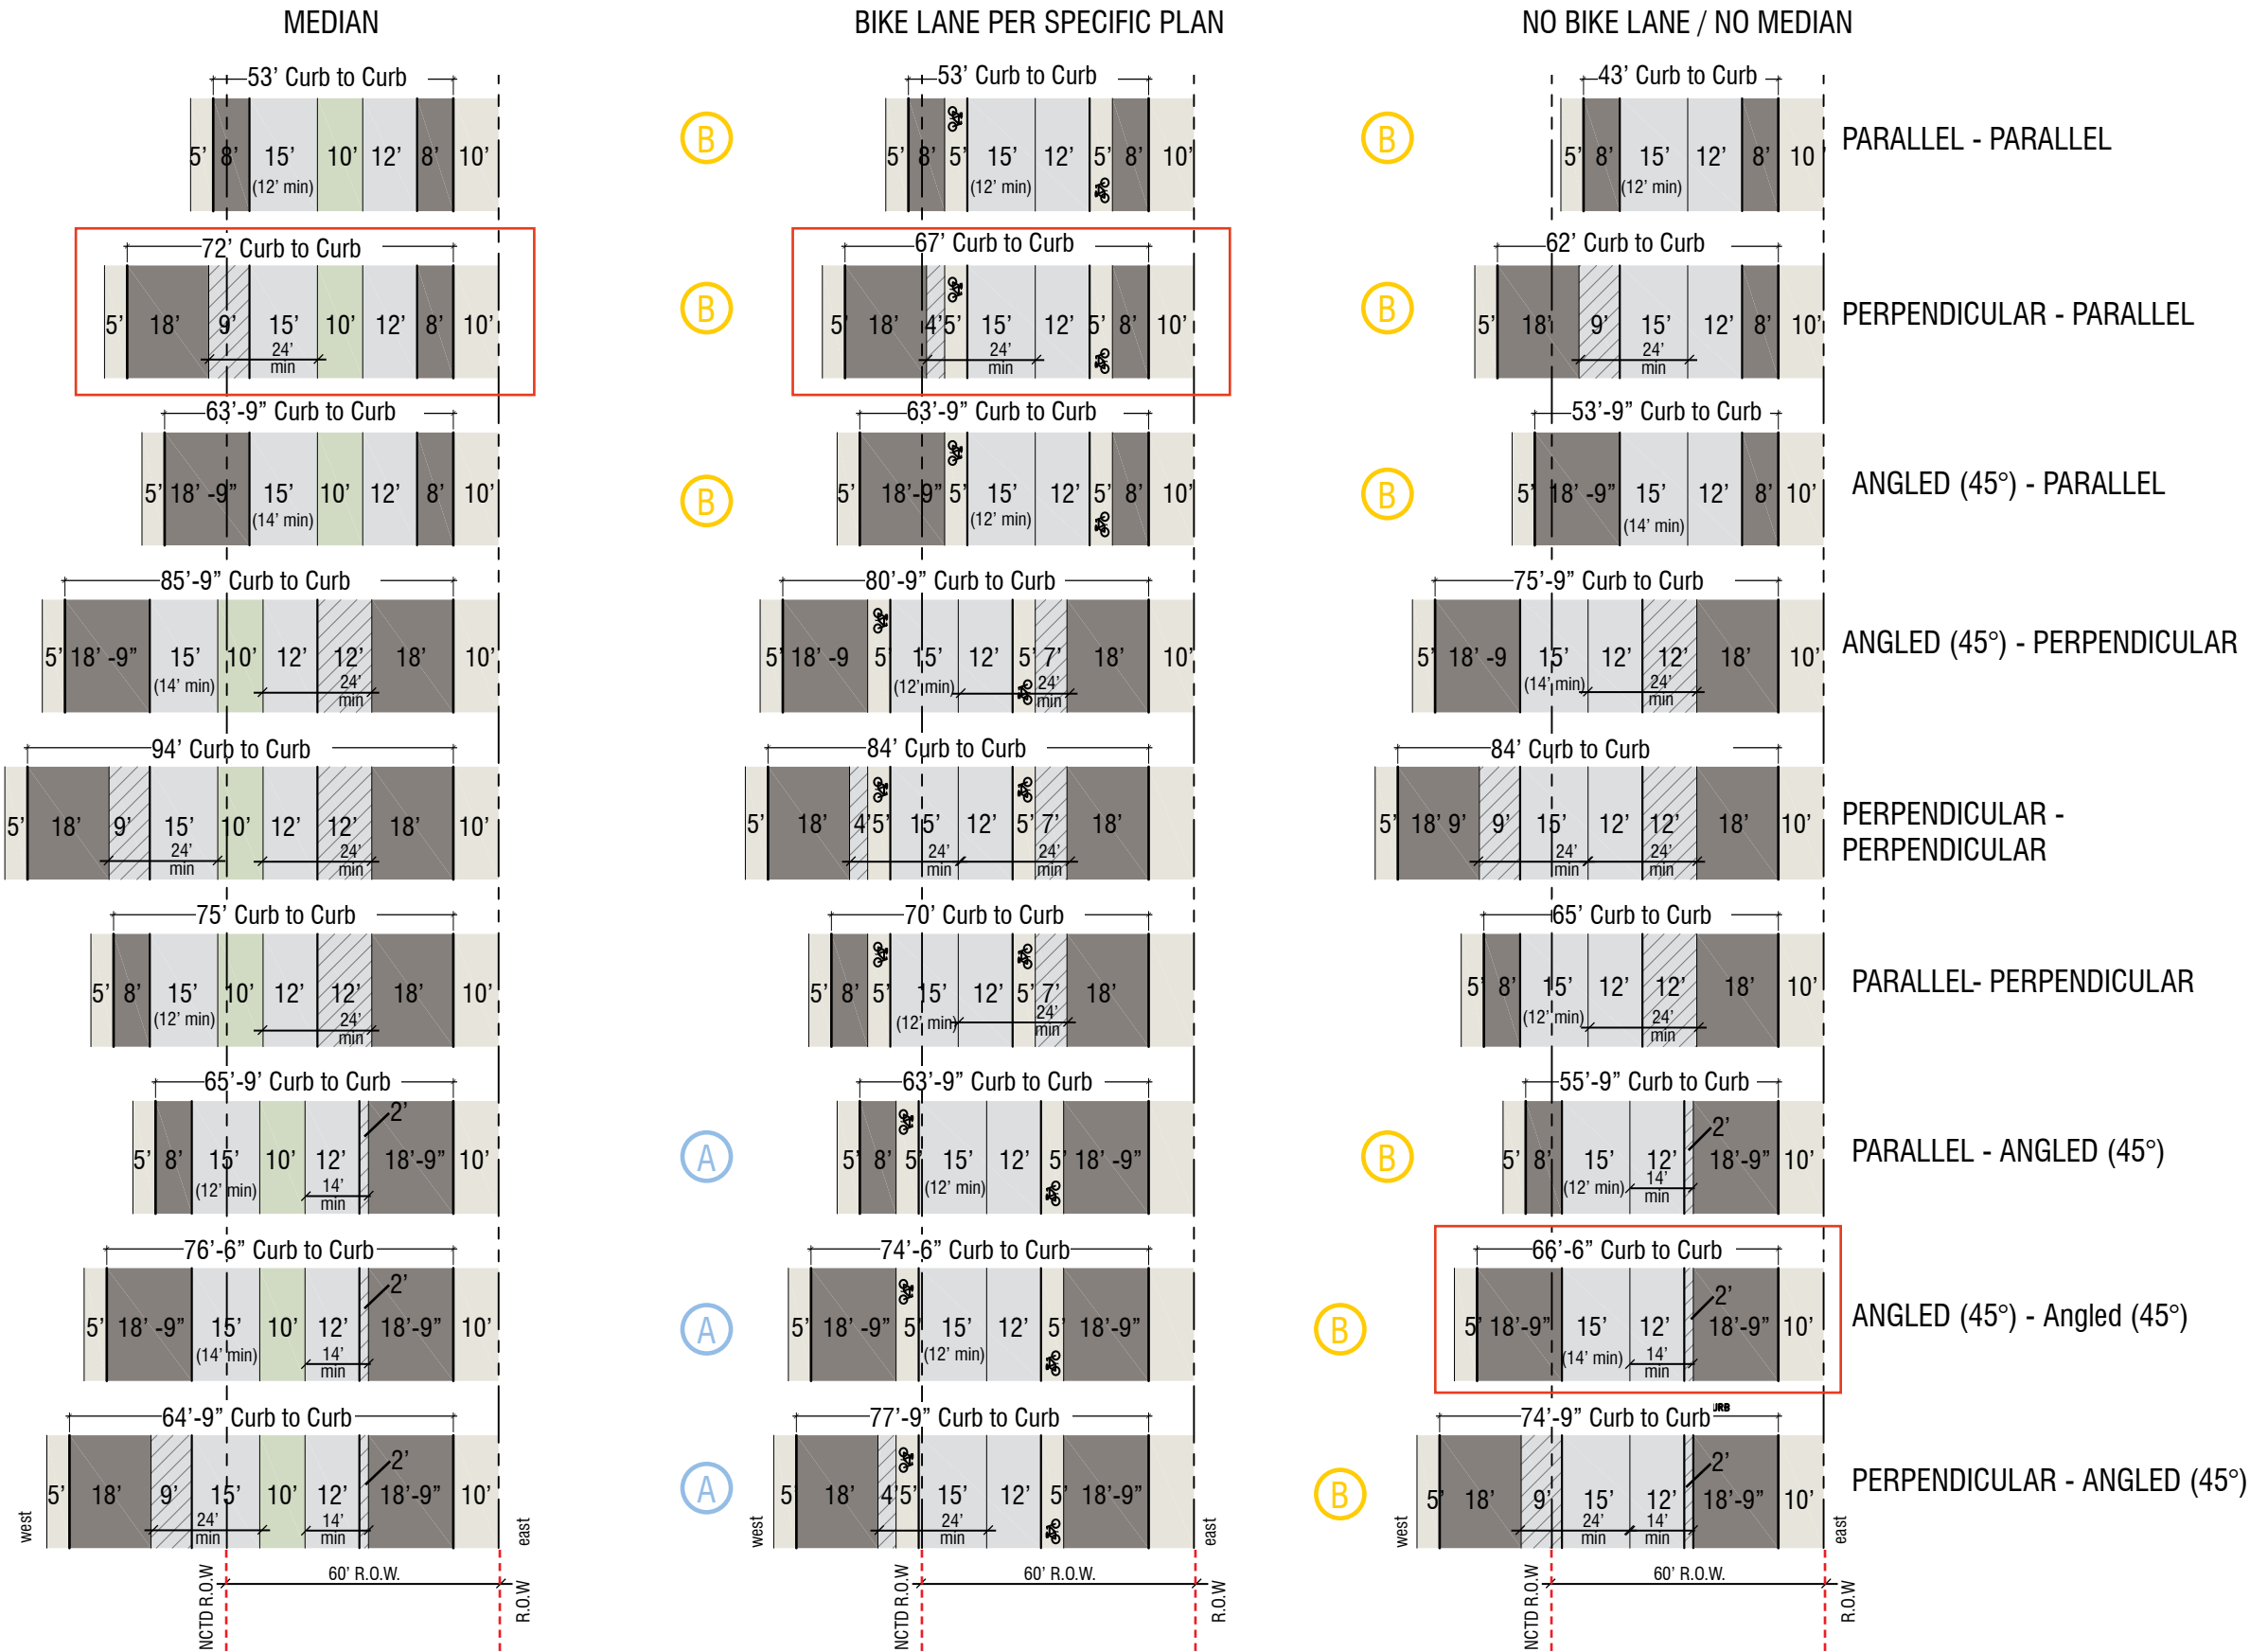 MEDIAN
BIKE LANE PER SPECIFIC PLAN
NO BIKE LANE / NO MEDIAN
53’ Curb to Curb
5’ 8’ 15’ 10’ 12’ 8’ 10’
(12’ min)
B
53’ Curb to Curb
5’ 8’ 5’ 15’ 12’ 5’ 8’ 10’
(12’ min)
B
43’ Curb to Curb
5’ 8’ 15’ 12’ 8’ 10’
(12’ min)
PARALLEL - PARALLEL
72’ Curb to Curb
5’ 18’ 9’ 15’ 10’ 12’ 8’ 10’
24’
min
B
67’ Curb to Curb
5’ 18’ 4’ 5’ 15’ 12’ 5’ 8’ 10’
24’
min
B
62’ Curb to Curb
5’ 18’ 9’ 15’ 12’ 8’ 10’
24’
min
PERPENDICULAR - PARALLEL
63’-9” Curb to Curb
5’ 18’ -9” 15’ 10’ 12’ 8’ 10’
(14’ min)
B
63’-9” Curb to Curb
5’ 18’-9” 5’ 15’ 12’ 5’ 8’ 10’
(12’ min)
B
53’-9” Curb to Curb
5’ 18’ -9” 15’ 12’ 8’ 10’
(14’ min)
ANGLED (45°) - PARALLEL
85’-9” Curb to Curb
5’ 18’ -9” 15’ 10’ 12’ 12’ 18’ 10’
(14’ min) 24’
min
80’-9” Curb to Curb
5’ 18’ -9 5’ 15’ 12’ 5’ 7’ 18’ 10’
(12’ min) 24’
min
75’-9” Curb to Curb
5’ 18’ -9 15’ 12’ 12’ 18’ 10’
(14’ min) 24’
min
ANGLED (45°) - PERPENDICULAR
94’ Curb to Curb
5’ 18’ 9’ 15’ 10’ 12’ 12’ 18’ 10’
24’ 24’
min min
84’ Curb to Curb
5’ 18’ 4’ 5’ 15’ 12’ 5’ 7’ 18’
24’ 24’
min min
84’ Curb to Curb
5’ 18’ 9’ 9’ 15’ 12’ 12’ 18’ 10’
24’ 24’
min min
PERPENDICULAR -
PERPENDICULAR
75’ Curb to Curb
5’ 8’ 15’ 10’ 12’ 12’ 18’ 10’
(12’ min) 24’
min
70’ Curb to Curb
5’ 8’ 5’ 15’ 12’ 5’ 7’ 18’
(12’ min) 24’
min
65’ Curb to Curb
5’ 8’ 15’ 12’ 12’ 18’ 10’
(12’ min) 24’
min
PARALLEL- PERPENDICULAR
65’-9’ Curb to Curb
2’
5’ 8’ 15’ 10’ 12’ 18’-9” 10’
(12’ min) 14’
min
A
63’-9” Curb to Curb
5’ 8’ 5’ 15’ 12’ 5’ 18’ -9”
(12’ min)
B
55’-9” Curb to Curb
2’
5’ 8’ 15’ 12’ 18’-9” 10’
(12’ min) 14’
min
PARALLEL - ANGLED (45°)
76’-6” Curb to Curb
2’
5’ 18’ -9” 15’ 10’ 12’ 18’-9” 10’
(14’ min) 14’
min
A
74’-6” Curb to Curb
5’ 18’ -9” 5’ 15’ 12’ 5’ 18’-9”
(12’ min)
B
66’-6” Curb to Curb
2’
5’ 18’-9” 15’ 12’ 18’-9” 10’
(14’ min) 14’
min
ANGLED (45°) - Angled (45°)
64’-9” Curb to Curb
2’
5’ 18’ 9’ 15’ 10’ 12’ 18’-9” 10’
24’ 14’
min min
A
77’-9” Curb to Curb
5’ 18’ 4’ 5’ 15’ 12’ 5’ 18’-9”
24’
min
B
74’-9” Curb to Curb
URB
2’
5’ 18’ 9’ 15’ 12’ 18’-9” 10’
24’ 14’
min min
PERPENDICULAR - ANGLED (45°)
west
east
west
east
west
east
60’ R.O.W.
NCTD R.O.W
R.O.W
60’ R.O.W.
NCTD R.O.W
R.O.W
60’ R.O.W.
NCTD R.O.W
R.O.W